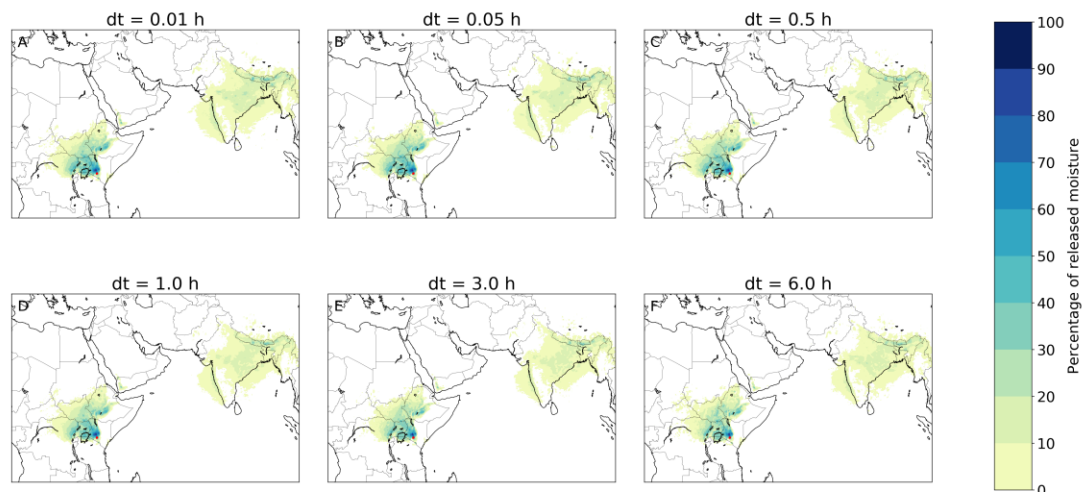 dt = 0.01 h
dt = 0.05 h
dt = 0.5 h
A
B
C
dt = 1.0 h
dt = 3.0 h
dt = 6.0 h
D
E
F
100
90
80
70
60
50
40
30
20
10
0
Percentage of released moisture